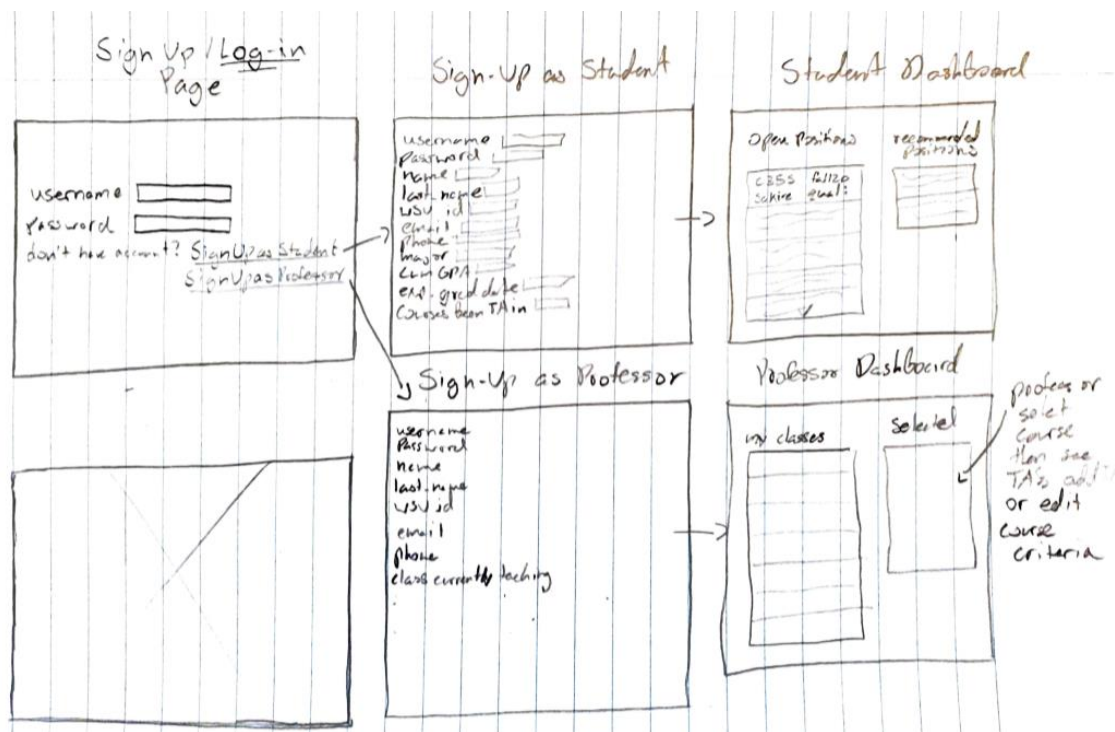 Sign Up / Log-in
Page
username
password
don't have account? Sign Up as Student
Sign Up as Professor
Sign-Up as Student
username
password
name
last name
wsu id
email
phone
major
cum GPA
exp. grad date
Courses been TA in
Student Dashboard
Open Positions
recommended
positions
Sign-Up as Professor
username
Password
name
last name
wsu id
email
phone
class currently teaching
Professor Dashboard
my classes
Selected
professor
selet
course
then see
TA's add
or edit
course
criteria